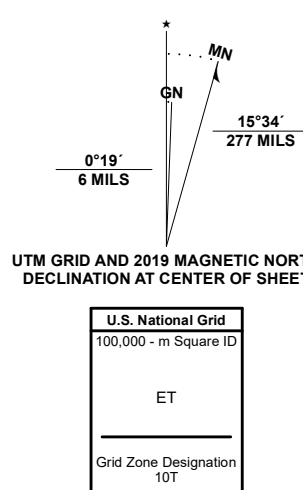 ★
MN
GN
15°34´
277 MILS
0°19´
6 MILS
UTM GRID AND 2019 MAGNETIC NORT
DECLINATION AT CENTER OF SHEET
U.S. National Grid
100,000 - m Square ID
ET
Grid Zone Designation
10T